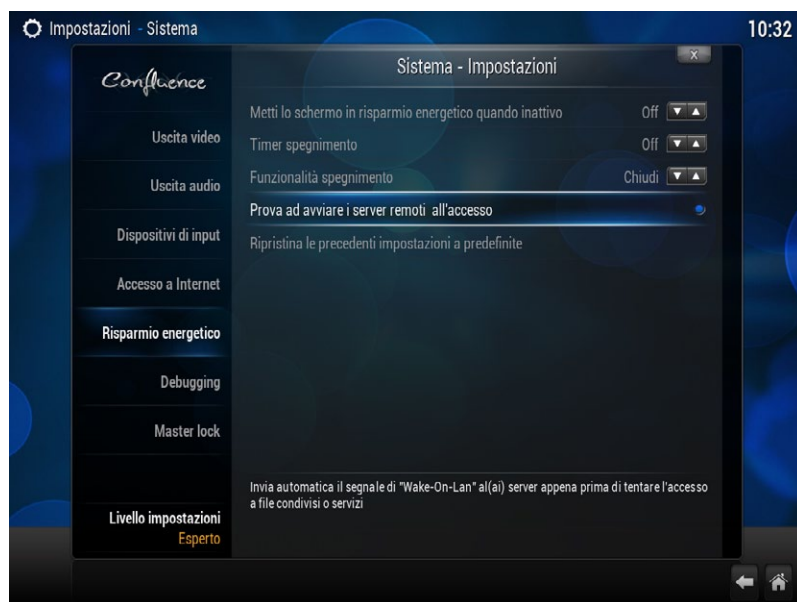 Impostazioni - Sistema
10:32
Confluence
Uscita video
Uscita audio
Dispositivi di input
Accesso a Internet
Risparmio energetico
Debugging
Master lock
Livello impostazioni
Esperto
Sistema - Impostazioni
x
Metti lo schermo in risparmio energetico quando inattivo Off
Timer spegnimento Off
Funzionalità spegnimento Chiudi
Prova ad avviare i server remoti all'accesso
Ripristina le precedenti impostazioni a predefinite
Invia automatica il segnale di "Wake-On-Lan" al(ai) server appena prima di tentare l'accesso
a file condivisi o servizi